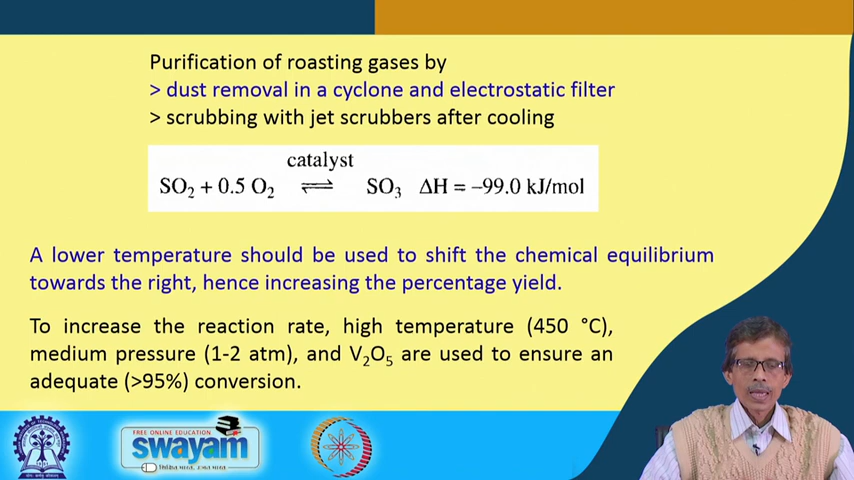 Purification of roasting gases by
> dust removal in a cyclone and electrostatic filter
> scrubbing with jet scrubbers after cooling
catalyst
SO₂ + 0.5 O₂ ⇌ SO₃ ΔH = −99.0 kJ/mol
A lower temperature should be used to shift the chemical equilibrium
towards the right, hence increasing the percentage yield.
To increase the reaction rate, high temperature (450 °C),
medium pressure (1-2 atm), and V₂O₅ are used to ensure an
adequate (>95%) conversion.
FREE ONLINE EDUCATION
swayam